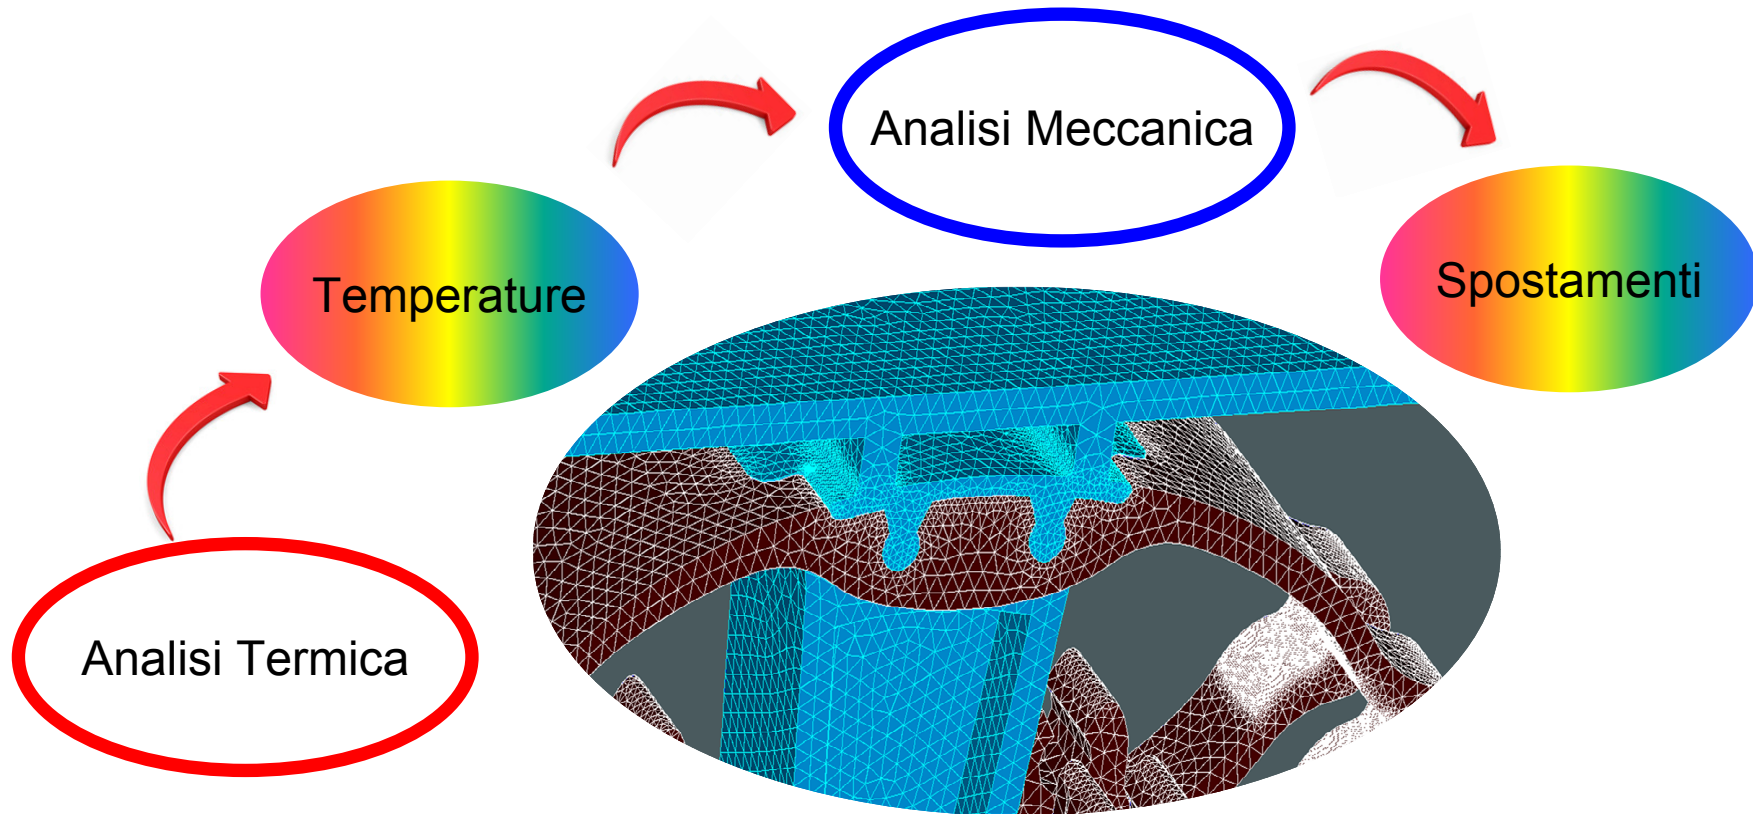 Analisi Meccanica
Temperature
Spostamenti
Analisi Termica